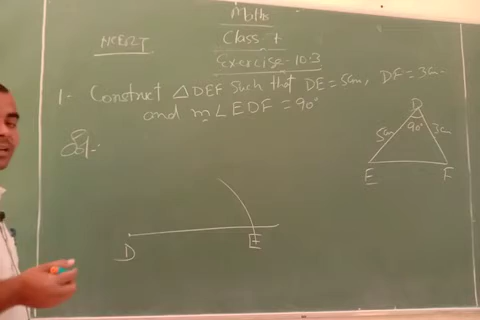 Maths
NCERT
Class 7
Exercise-10.3
1- Construct △DEF such that DE=5cm, DF=3cm.
and m∠EDF=90°
Sol-
D
5cm 90° 3cm
E F
D E